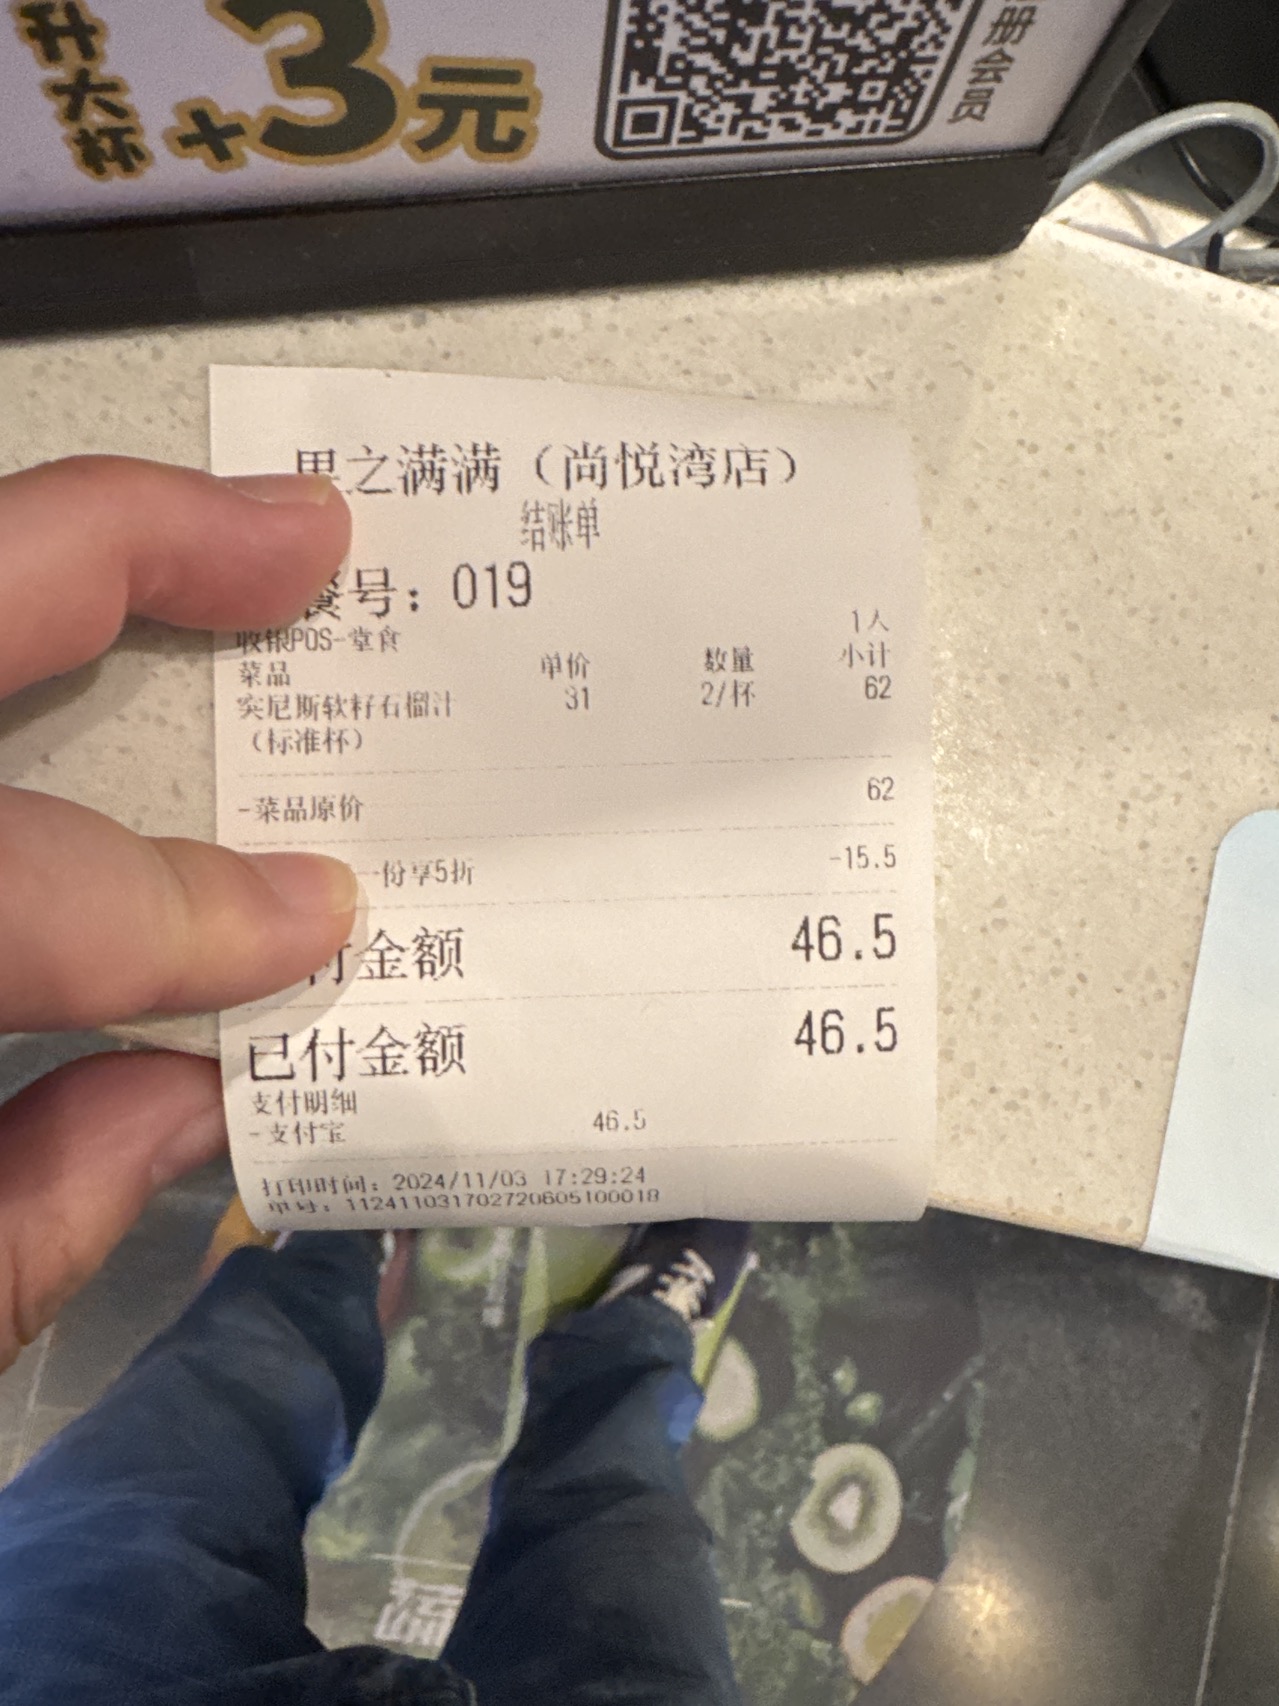 升大杯
+3元
册会员
果之满满（尚悦湾店）
结账单
餐号：019
收银POS-堂食 1人
菜品 单价 数量 小计
突尼斯软籽石榴汁 31 2/杯 62
（标准杯）
-菜品原价 62
一份享5折 -15.5
付金额 46.5
已付金额 46.5
支付明细
-支付宝 46.5
打印时间：2024/11/03 17:29:24
单号：112411031702720605100018